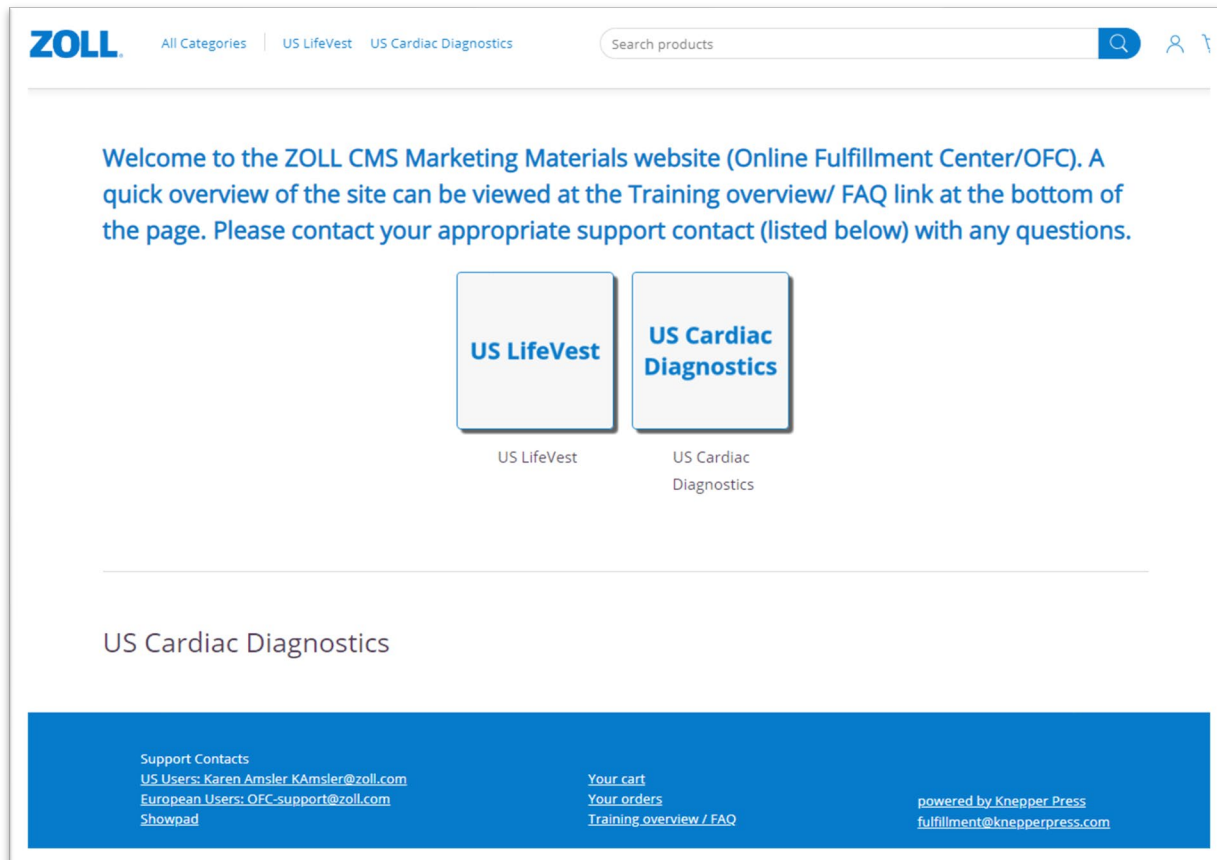 ZOLL. All Categories US LifeVest US Cardiac Diagnostics Search products
Welcome to the ZOLL CMS Marketing Materials website (Online Fulfillment Center/OFC). A
quick overview of the site can be viewed at the Training overview/ FAQ link at the bottom of
the page. Please contact your appropriate support contact (listed below) with any questions.
US LifeVest
US Cardiac
Diagnostics
US LifeVest
US Cardiac
Diagnostics
US Cardiac Diagnostics
Support Contacts
US Users: Karen Amsler KAmsler@zoll.com
European Users: OFC-support@zoll.com
Showpad
Your cart
Your orders
Training overview / FAQ
powered by Knepper Press
fulfillment@knepperpress.com